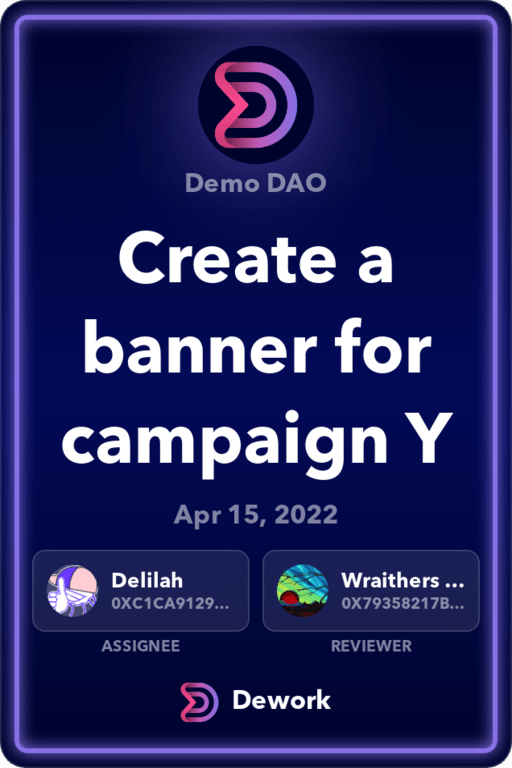 Demo DAO
Create a
banner for
campaign Y
Apr 15, 2022
Delilah
0XC1CA9129...
ASSIGNEE
Wraithers ...
0X79358217B...
REVIEWER
Dework